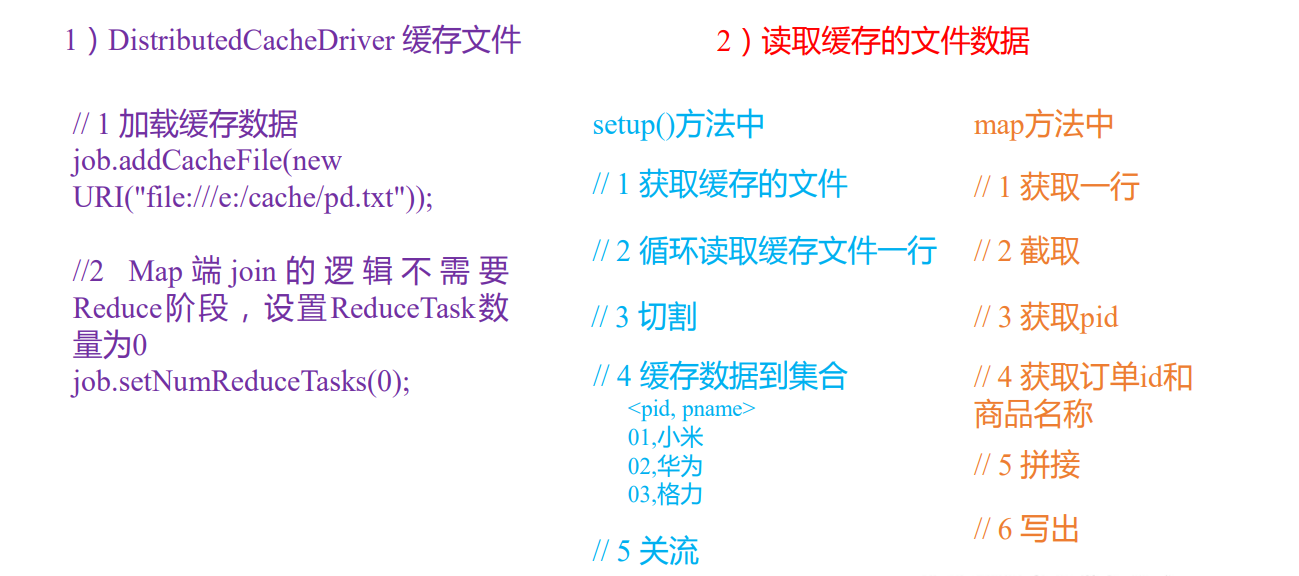 1）DistributedCacheDriver 缓存文件
// 1 加载缓存数据
job.addCacheFile(new
URI("file:///e:/cache/pd.txt"));
//2 Map 端 join 的 逻 辑 不 需 要
Reduce阶段，设置ReduceTask数
量为0
job.setNumReduceTasks(0);
2）读取缓存的文件数据
setup()方法中
// 1 获取缓存的文件
// 2 循环读取缓存文件一行
// 3 切割
// 4 缓存数据到集合
<pid, pname>
01,小米
02,华为
03,格力
// 5 关流
map方法中
// 1 获取一行
// 2 截取
// 3 获取pid
// 4 获取订单id和
商品名称
// 5 拼接
// 6 写出